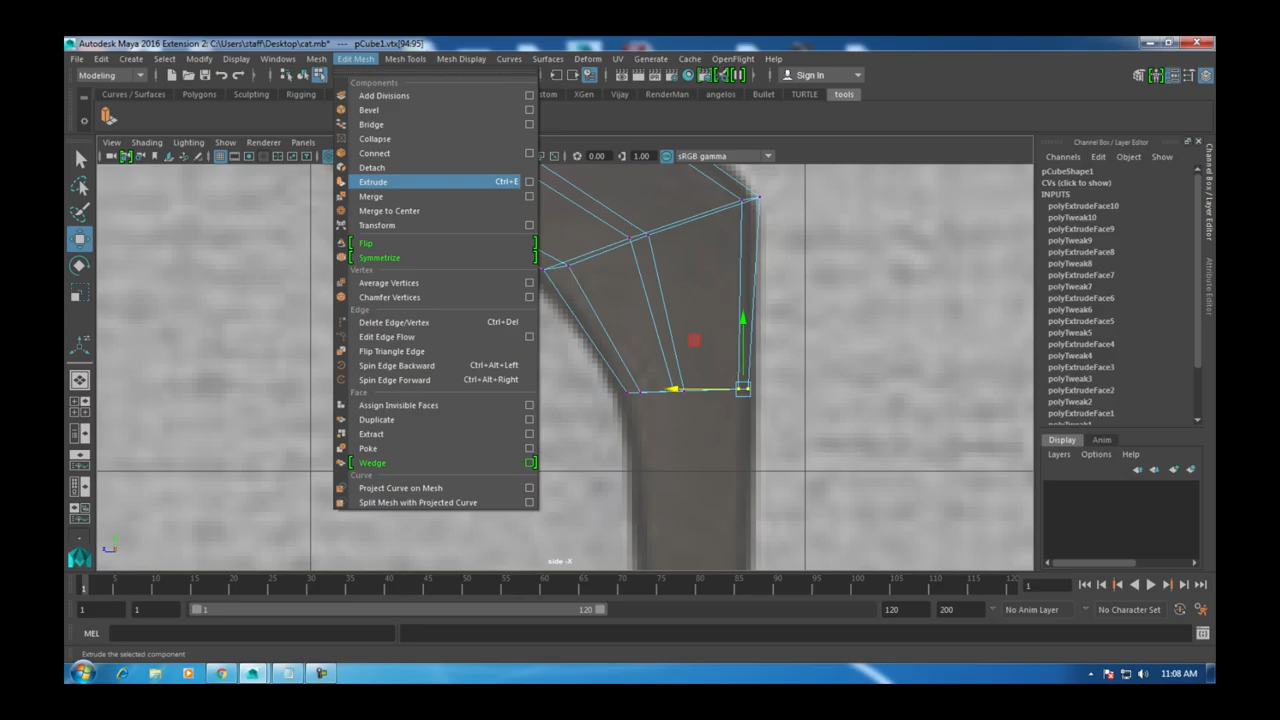 Autodesk Maya 2016 Extension 2: C:\Users\staff\Desktop\cat.mb* --- pCube1.vtx[94:95]
File Edit Create Select Modify Display Windows Mesh Edit Mesh Mesh Tools Mesh Display Curves Surfaces Deform UV Generate Cache OpenFlight Help
Modeling Sign In
Curves / Surfaces Polygons Sculpting Rigging stom XGen Vijay RenderMan angelos Bullet TURTLE tools
View Shading Lighting Show Renderer Panels
0.00 1.00 sRGB gamma
Components
Add Divisions
Bevel
Bridge
Collapse
Connect
Detach
Extrude Ctrl+E
Merge
Merge to Center
Transform
Flip
Symmetrize
Vertex
Average Vertices
Chamfer Vertices
Edge
Delete Edge/Vertex Ctrl+Del
Edit Edge Flow
Flip Triangle Edge
Spin Edge Backward Ctrl+Alt+Left
Spin Edge Forward Ctrl+Alt+Right
Face
Assign Invisible Faces
Duplicate
Extract
Poke
Wedge
Curve
Project Curve on Mesh
Split Mesh with Projected Curve
side -X
Channel Box / Layer Editor
Channels Edit Object Show
pCubeShape1
CVs (click to show)
INPUTS
polyExtrudeFace10
polyTweak10
polyExtrudeFace9
polyTweak9
polyExtrudeFace8
polyTweak8
polyExtrudeFace7
polyTweak7
polyExtrudeFace6
polyTweak6
polyExtrudeFace5
polyTweak5
polyExtrudeFace4
polyTweak4
polyExtrudeFace3
polyTweak3
polyExtrudeFace2
polyTweak2
polyExtrudeFace1
polyTweak1
Display Anim
Layers Options Help
Channel Box / Layer Editor
Attribute Editor
5 10 15 20 25 30 35 40 45 50 55 60 65 70 75 80 85 90 95 100 105 110 115 120
1
1
1 1 1 120 120 200 No Anim Layer No Character Set
MEL
Extrude the selected component
11:08 AM